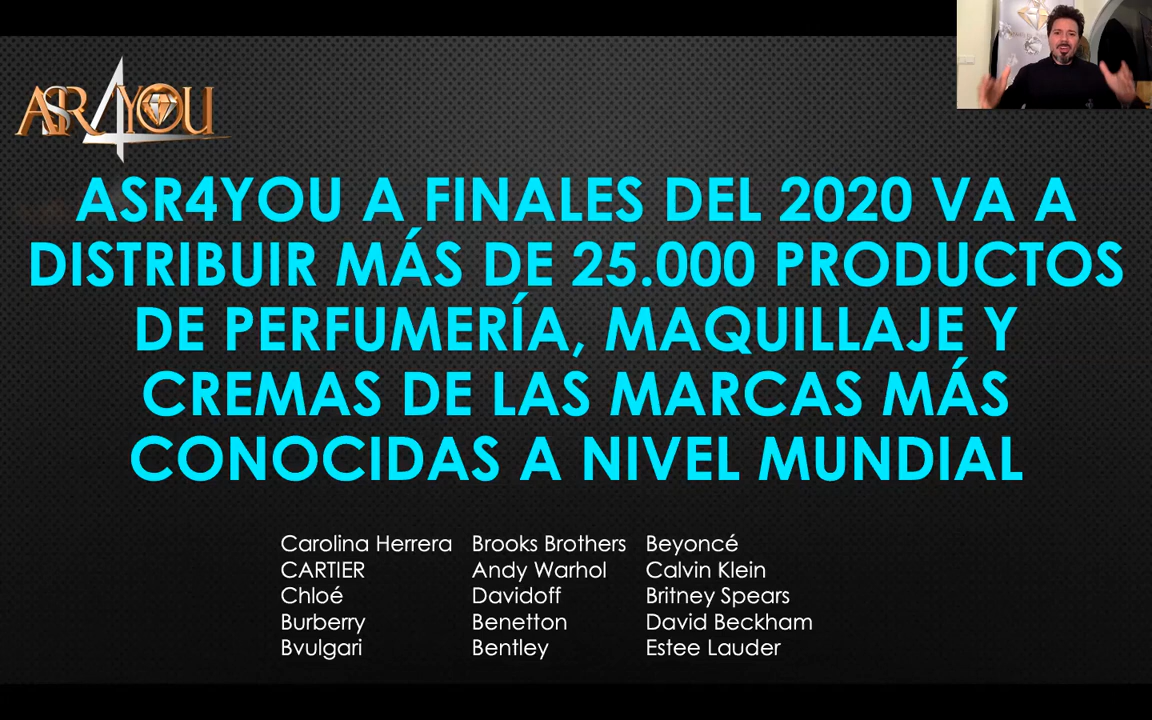 ASR4YOU
ASR4YOU A FINALES DEL 2020 VA A
DISTRIBUIR MÁS DE 25.000 PRODUCTOS
DE PERFUMERÍA, MAQUILLAJE Y
CREMAS DE LAS MARCAS MÁS
CONOCIDAS A NIVEL MUNDIAL
Carolina Herrera
CARTIER
Chloé
Burberry
Bvulgari
Brooks Brothers
Andy Warhol
Davidoff
Benetton
Bentley
Beyoncé
Calvin Klein
Britney Spears
David Beckham
Estee Lauder